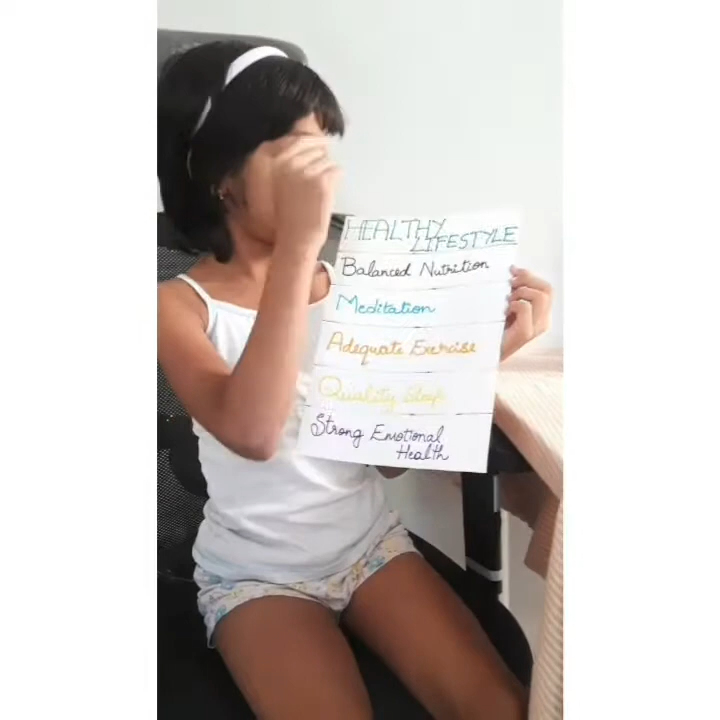 HEALTHY
LIFESTYLE
Balanced Nutrition
Meditation
Adequate Exercise
Quality Sleep
Strong Emotional
Health